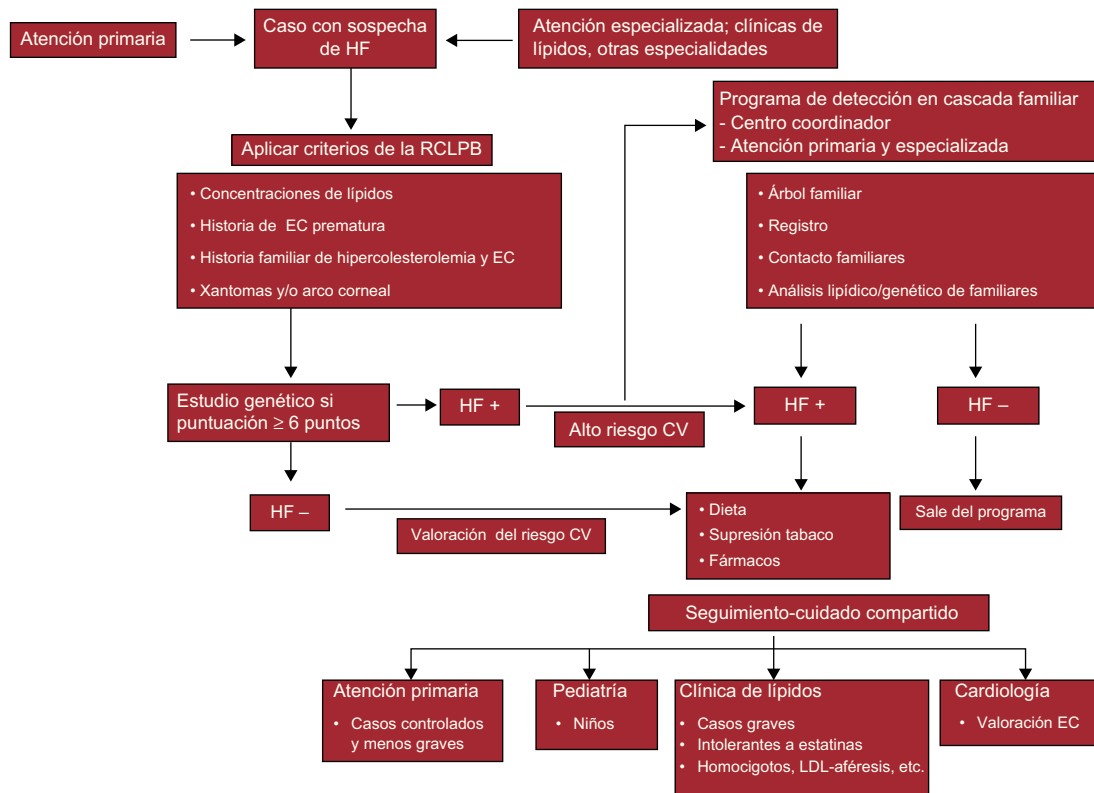 Atención primaria
Caso con sospecha
de HF
Atención especializada; clínicas de
lípidos, otras especialidades
Programa de detección en cascada familiar
- Centro coordinador
- Atención primaria y especializada
Aplicar criterios de la RCLPB
• Concentraciones de lípidos
• Historia de EC prematura
• Historia familiar de hipercolesterolemia y EC
• Xantomas y/o arco corneal
• Árbol familiar
• Registro
• Contacto familiares
• Análisis lipídico/genético de familiares
Estudio genético si
puntuación ≥ 6 puntos
HF +
Alto riesgo CV
HF +
HF –
HF –
Valoración del riesgo CV
• Dieta
• Supresión tabaco
• Fármacos
Sale del programa
Seguimiento-cuidado compartido
Atención primaria
• Casos controlados
y menos graves
Pediatría
• Niños
Clínica de lípidos
• Casos graves
• Intolerantes a estatinas
• Homocigotos, LDL-aféresis, etc.
Cardiología
• Valoración EC